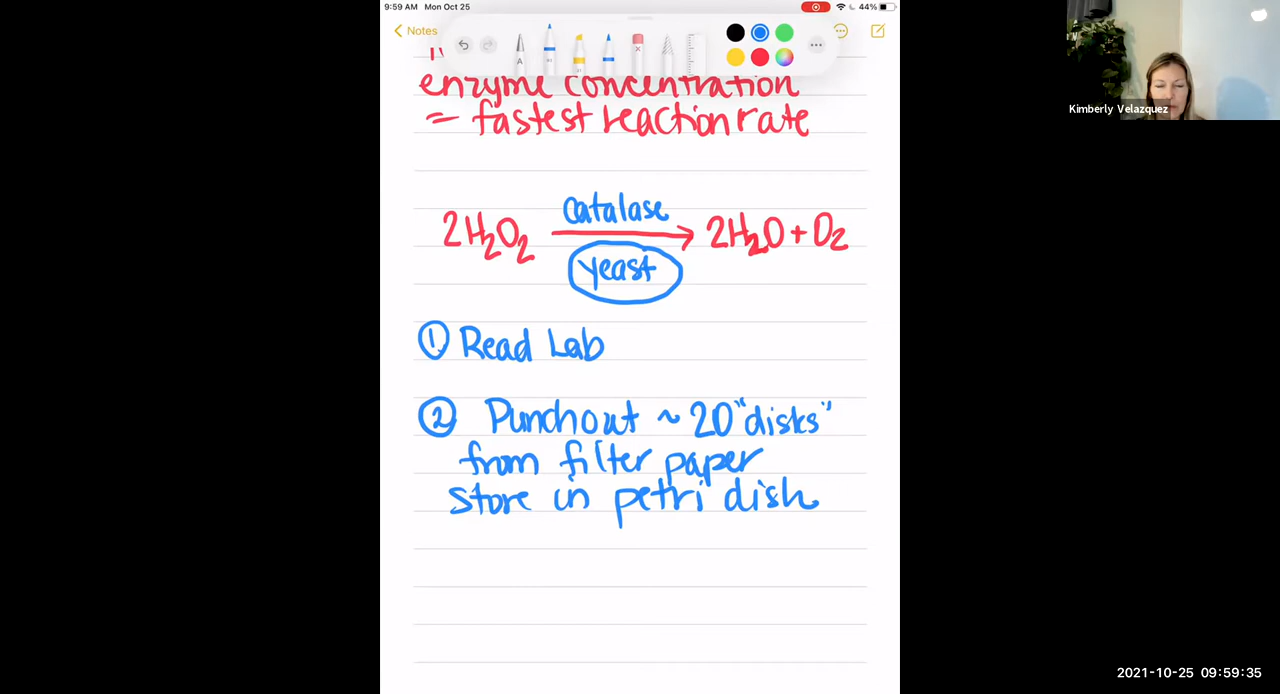 9:59 AM Mon Oct 25
44%
Notes
A
enzyme concentration
= fastest reaction rate
catalase
2H₂O₂ → 2H₂O + O₂
yeast
① Read Lab
② Punch out ~ 20 "disks"
from filter paper
store in petri dish
Kimberly Velazquez
2021-10-25 09:59:35